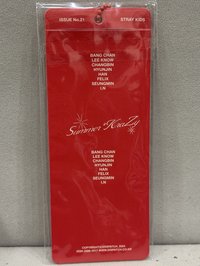 ISSUE No.21
STRAY KIDS
BANG CHAN
LEE KNOW
CHANGBIN
HYUNJIN
HAN
FELIX
SEUNGMIN
I.N
Summer KraZy
BANG CHAN
LEE KNOW
CHANGBIN
HYUNJIN
HAN
FELIX
SEUNGMIN
I.N